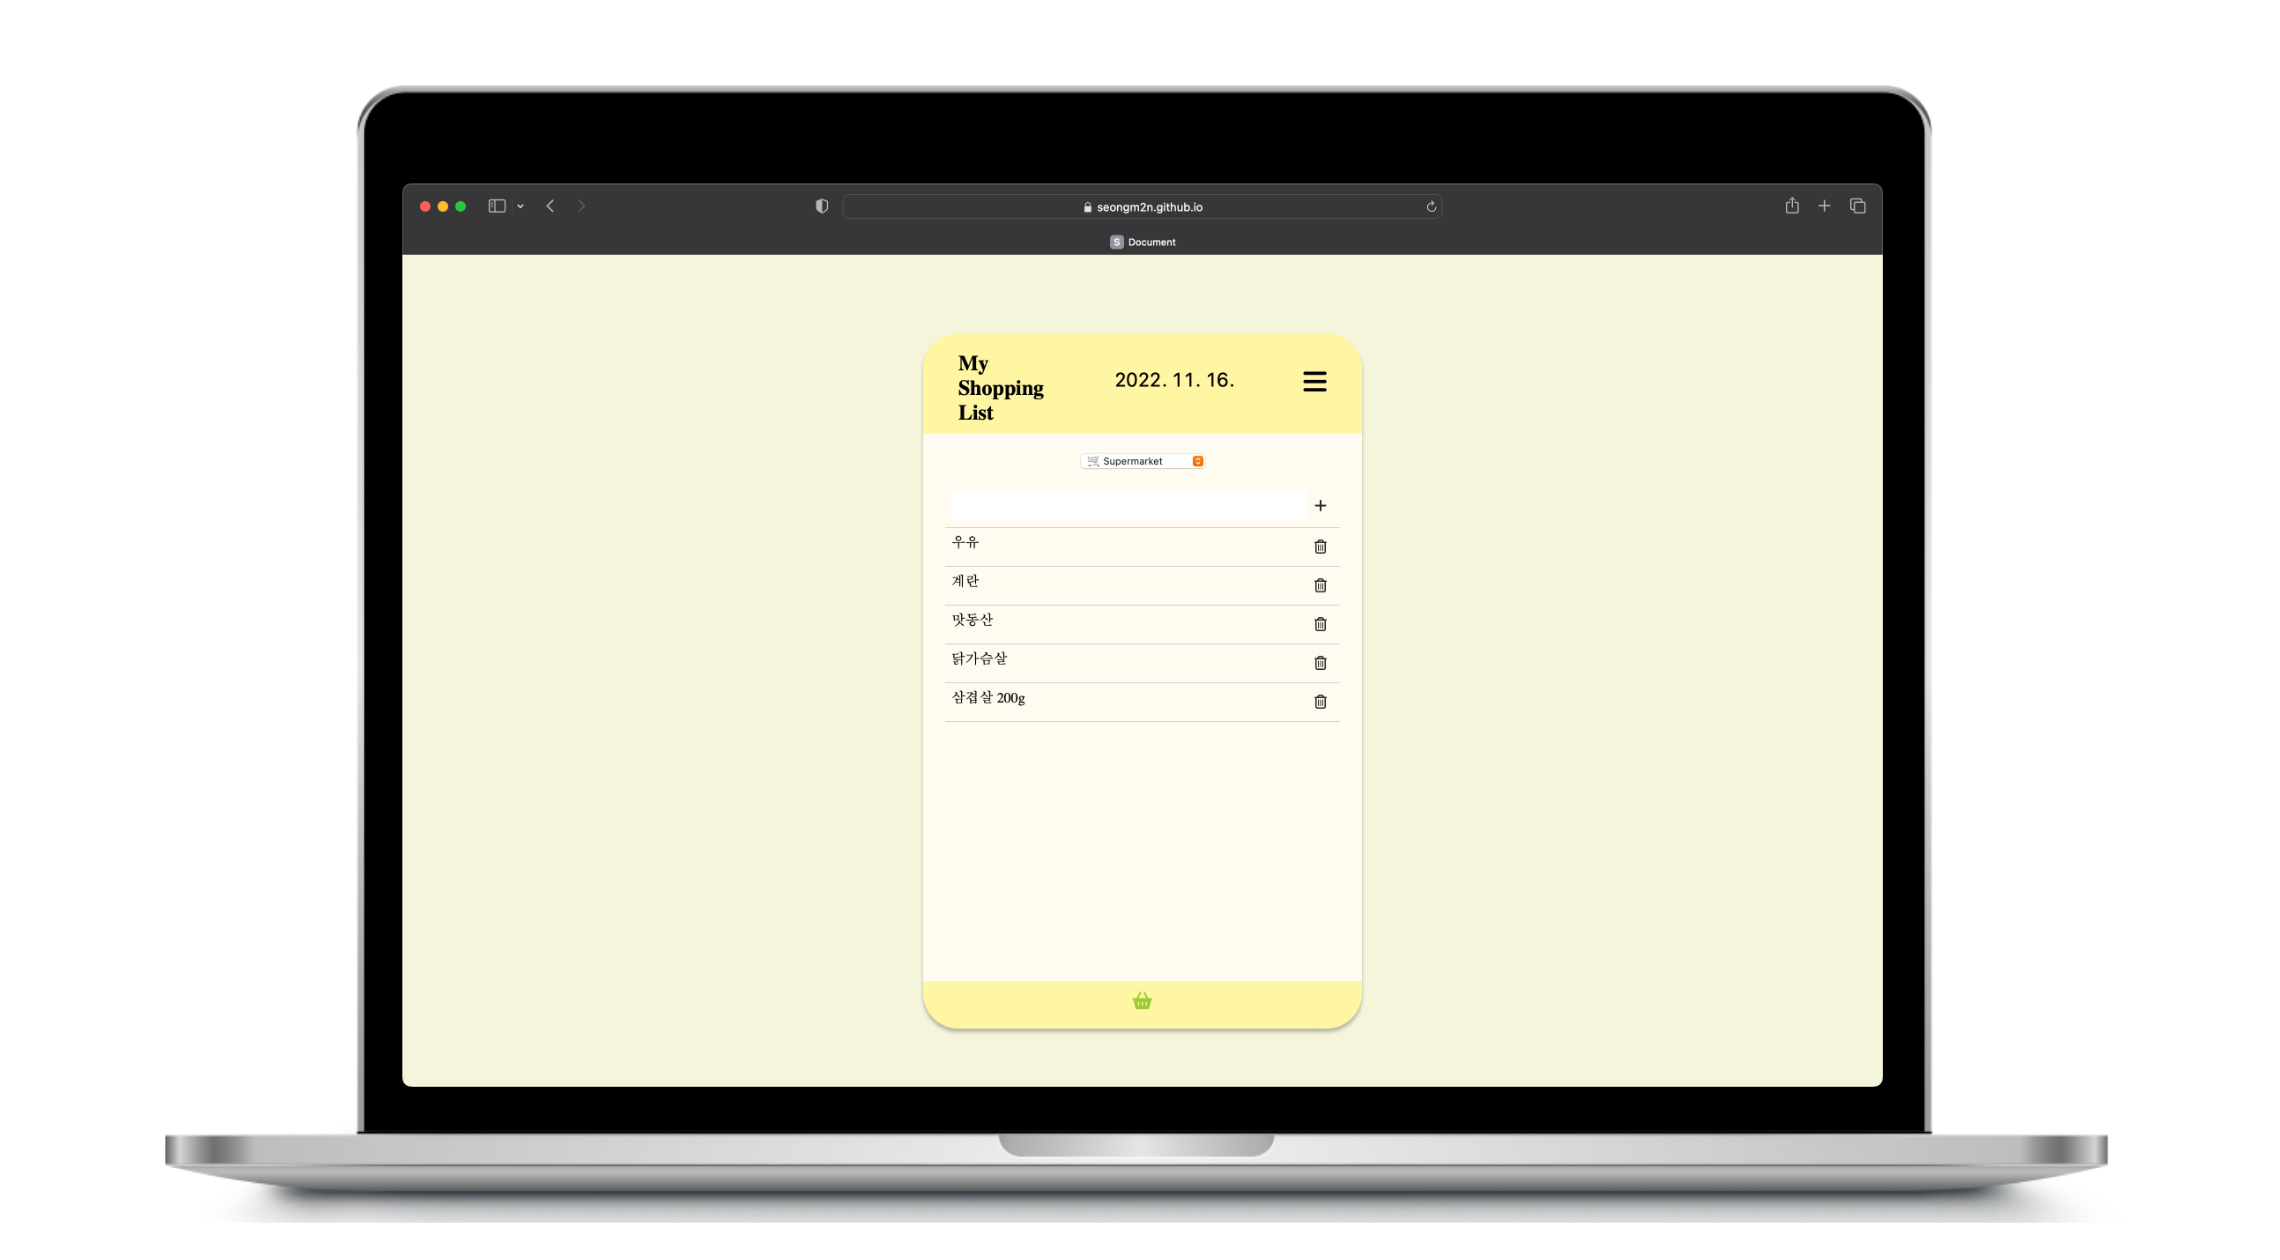 seongm2n.github.io
S Document
My
Shopping
List
2022. 11. 16.
Supermarket
우유
계란
맛동산
닭가슴살
삼겹살 200g